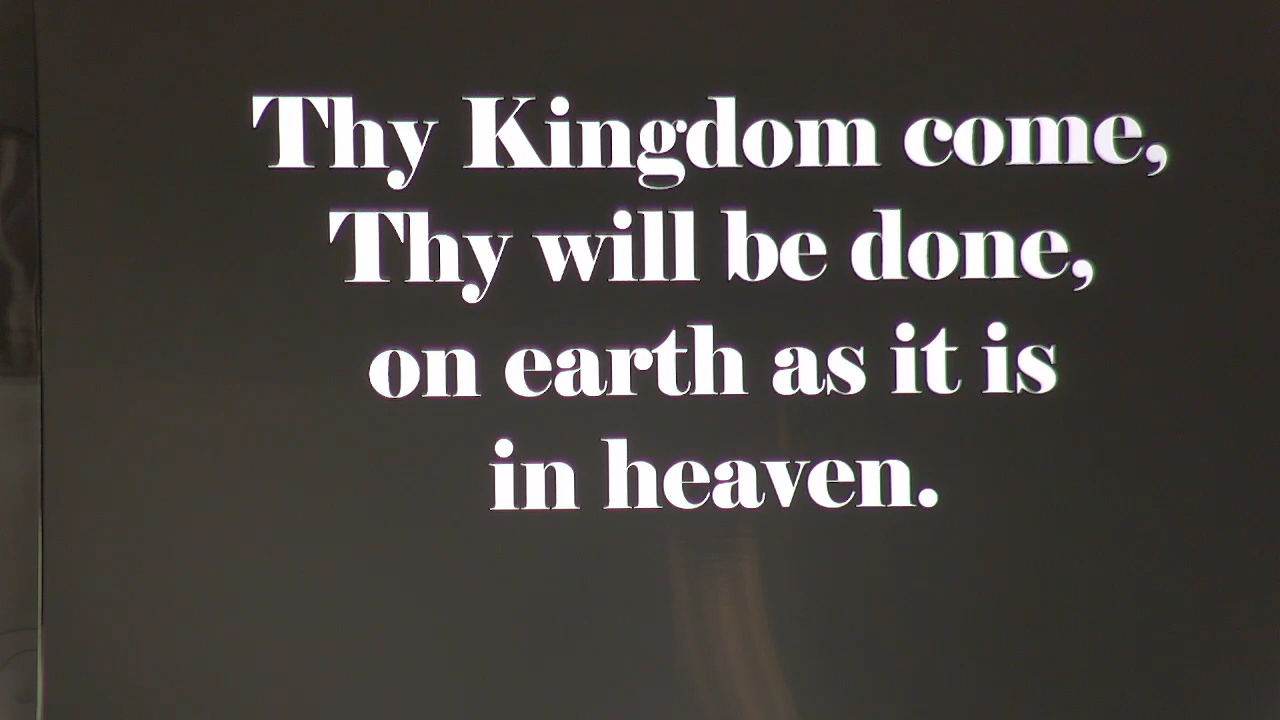 Thy Kingdom come,
Thy will be done,
on earth as it is
in heaven.